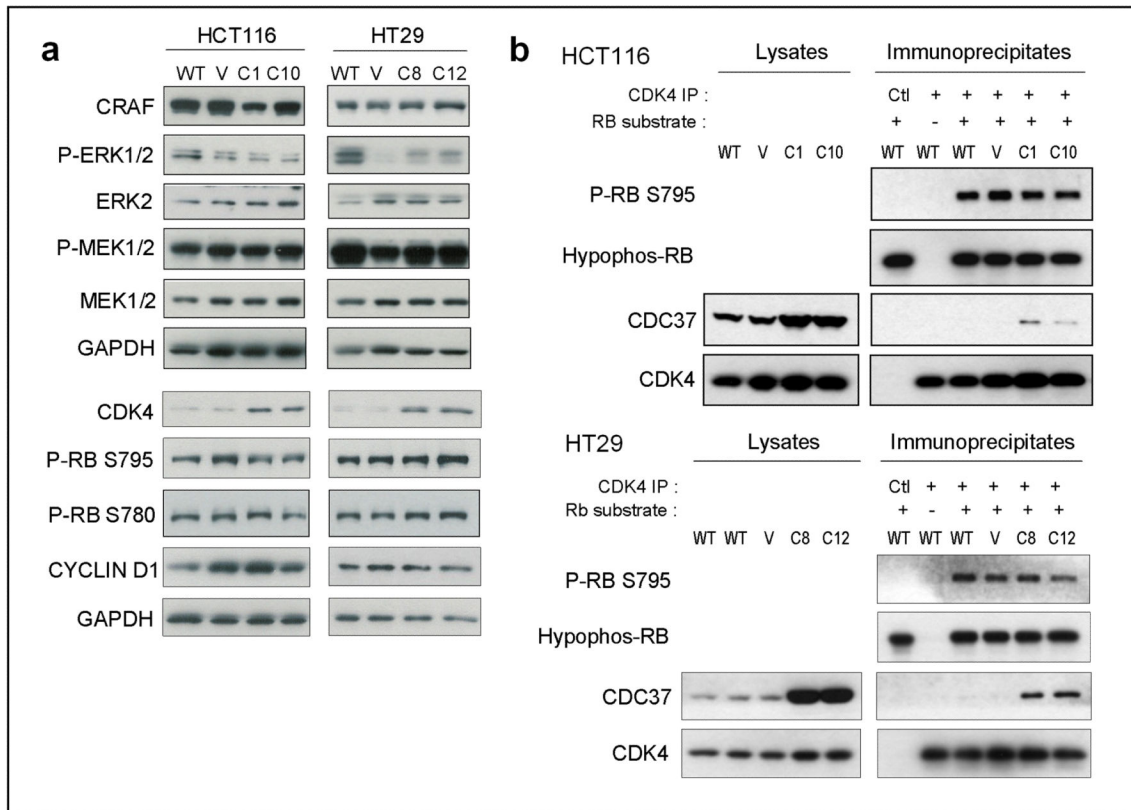 a
HCT116 HT29
WT V C1 C10 WT V C8 C12
CRAF
P-ERK1/2
ERK2
P-MEK1/2
MEK1/2
GAPDH
CDK4
P-RB S795
P-RB S780
CYCLIN D1
GAPDH
b
HCT116 Lysates Immunoprecipitates
CDK4 IP : Ctl + + + + +
RB substrate : + - + + + +
WT V C1 C10 WT WT WT V C1 C10
P-RB S795
Hypophos-RB
CDC37
CDK4
HT29 Lysates Immunoprecipitates
CDK4 IP : Ctl + + + + +
Rb substrate : + - + + + +
WT WT V C8 C12 WT WT WT V C8 C12
P-RB S795
Hypophos-RB
CDC37
CDK4